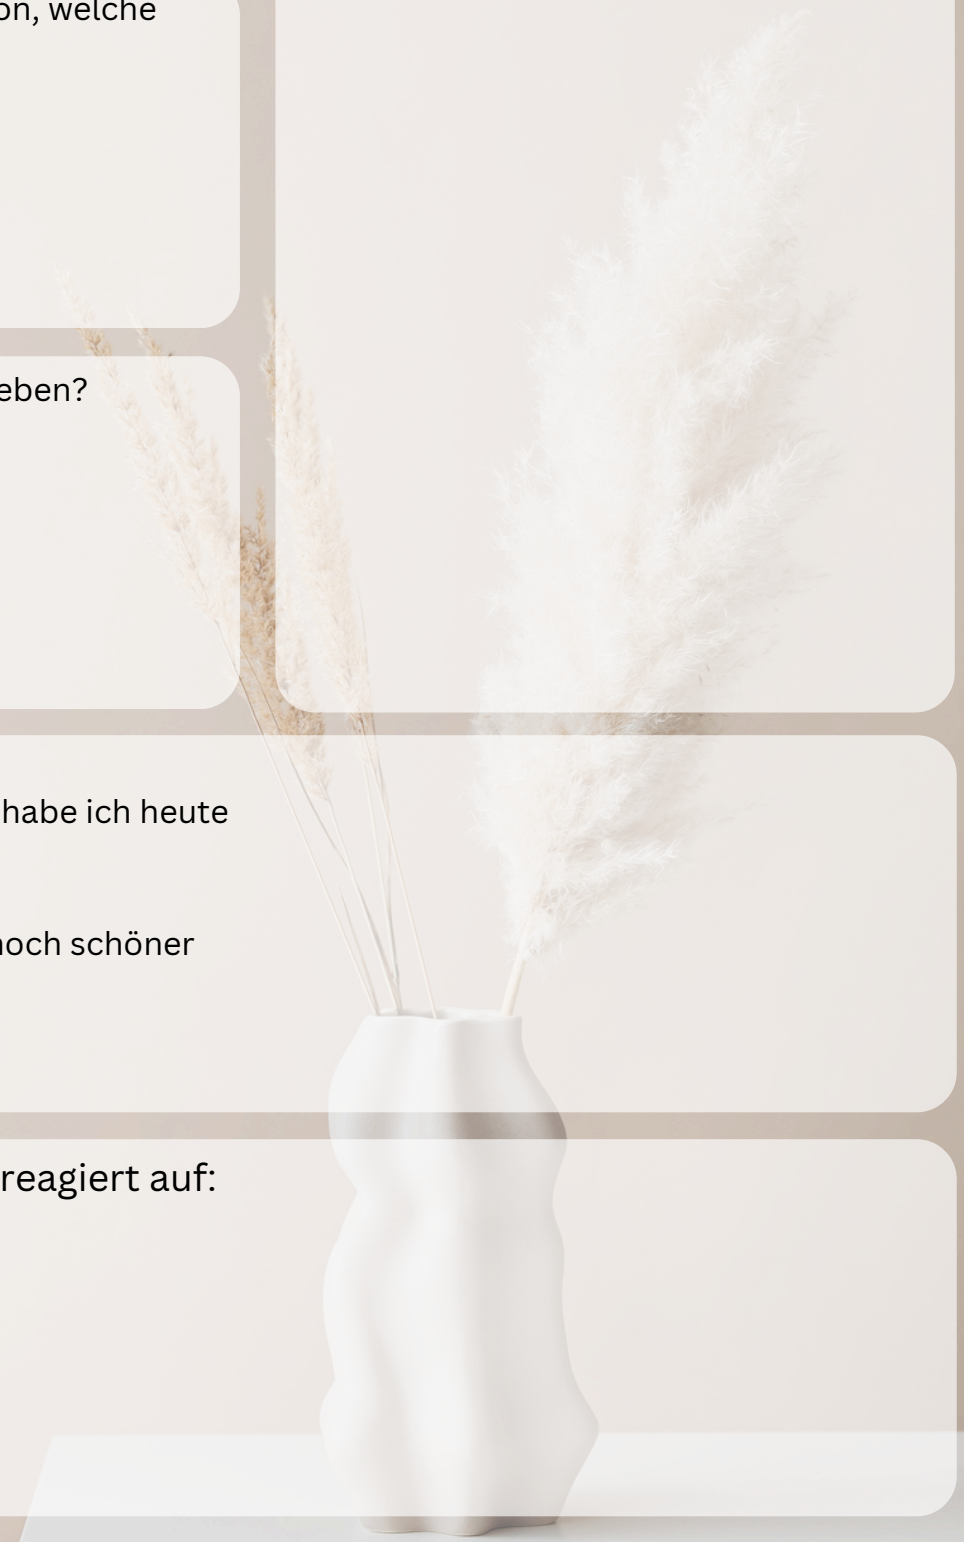 on, welche
eben?
habe ich heute
noch schöner
reagiert auf: